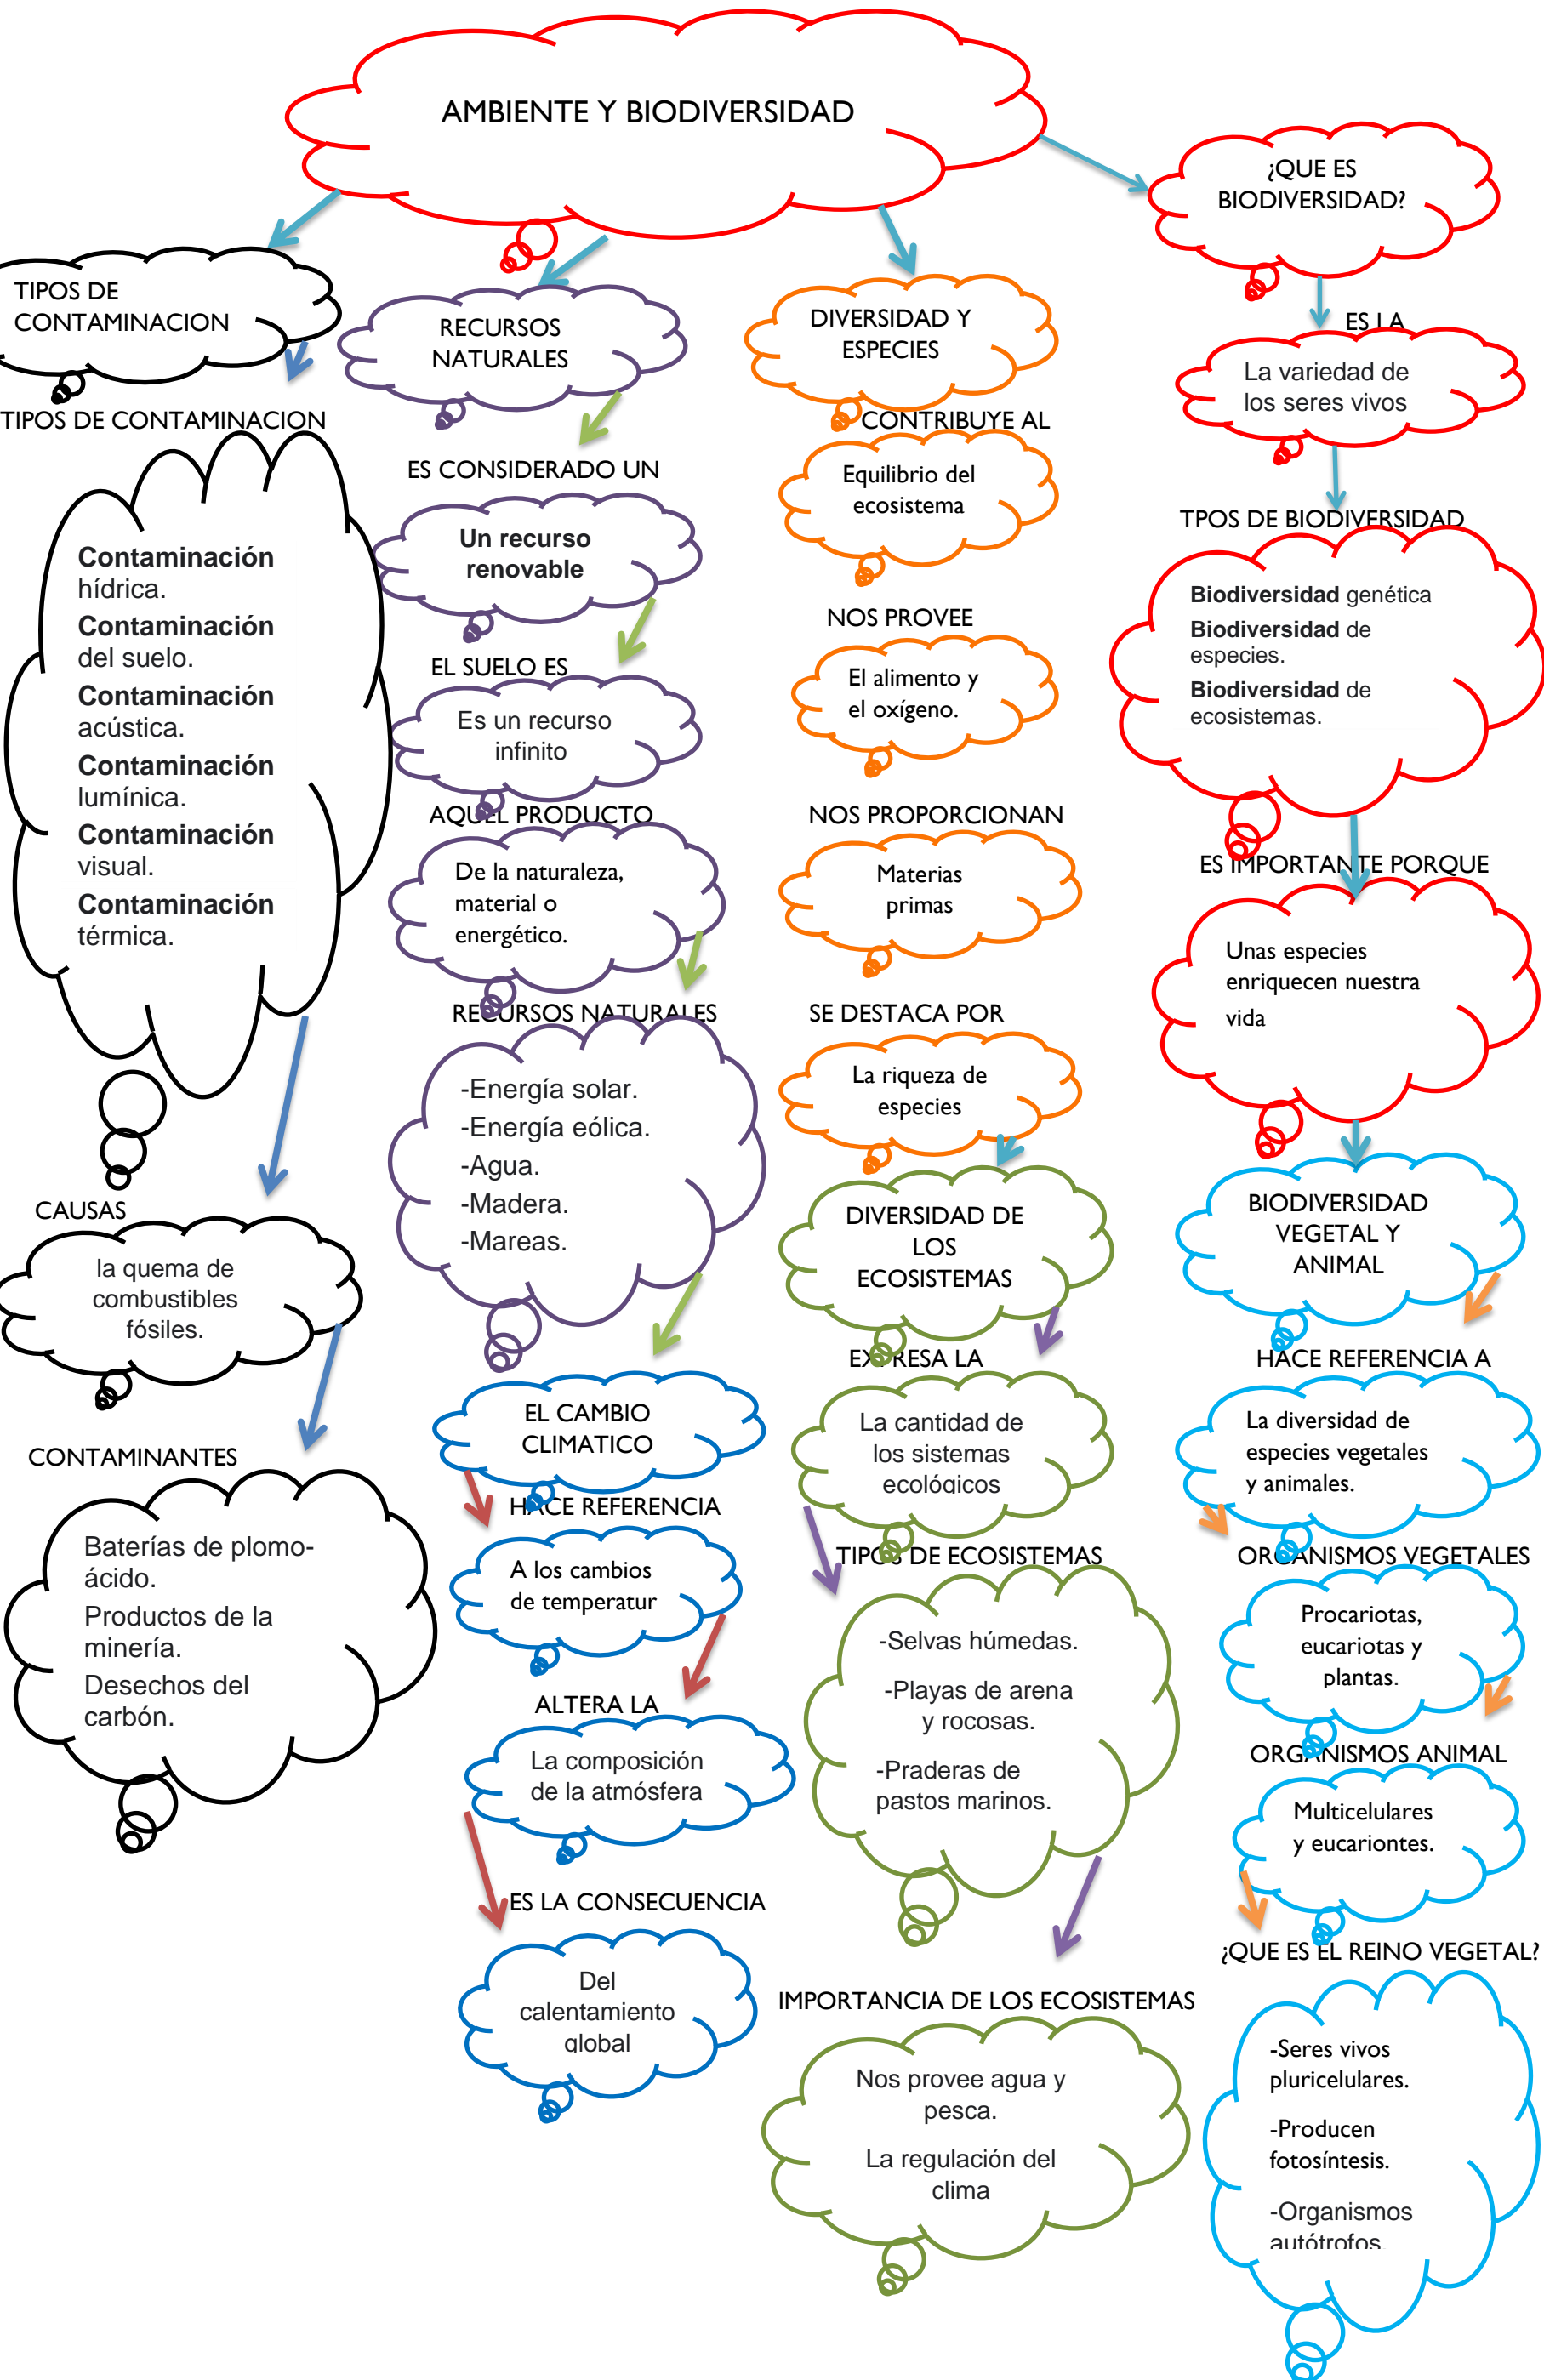 AMBIENTE Y BIODIVERSIDAD
TIPOS DE
CONTAMINACION
TIPOS DE CONTAMINACION
Contaminación
hídrica.
Contaminación
del suelo.
Contaminación
acústica.
Contaminación
lumínica.
Contaminación
visual.
Contaminación
térmica.
CAUSAS
la quema de
combustibles
fósiles.
CONTAMINANTES
Baterías de plomo-
ácido.
Productos de la
minería.
Desechos del
carbón.
RECURSOS
NATURALES
ES CONSIDERADO UN
Un recurso
renovable
EL SUELO ES
Es un recurso
infinito
AQUEL PRODUCTO
De la naturaleza,
material o
energético.
RECURSOS NATURALES
-Energía solar.
-Energía eólica.
-Agua.
-Madera.
-Mareas.
EL CAMBIO
CLIMATICO
HACE REFERENCIA
A los cambios
de temperatur
ALTERA LA
La composición
de la atmósfera
ES LA CONSECUENCIA
Del
calentamiento
global
DIVERSIDAD Y
ESPECIES
CONTRIBUYE AL
Equilibrio del
ecosistema
NOS PROVEE
El alimento y
el oxígeno.
NOS PROPORCIONAN
Materias
primas
SE DESTACA POR
La riqueza de
especies
DIVERSIDAD DE
LOS
ECOSISTEMAS
EXPRESA LA
La cantidad de
los sistemas
ecológicos
TIPOS DE ECOSISTEMAS
-Selvas húmedas.
-Playas de arena
y rocosas.
-Praderas de
pastos marinos.
IMPORTANCIA DE LOS ECOSISTEMAS
Nos provee agua y
pesca.
La regulación del
clima
¿QUE ES
BIODIVERSIDAD?
ES LA
La variedad de
los seres vivos
TPOS DE BIODIVERSIDAD
Biodiversidad genética
Biodiversidad de
especies.
Biodiversidad de
ecosistemas.
ES IMPORTANTE PORQUE
Unas especies
enriquecen nuestra
vida
BIODIVERSIDAD
VEGETAL Y
ANIMAL
HACE REFERENCIA A
La diversidad de
especies vegetales
y animales.
ORGANISMOS VEGETALES
Procariotas,
eucariotas y
plantas.
ORGANISMOS ANIMAL
Multicelulares
y eucariontes.
¿QUE ES EL REINO VEGETAL?
-Seres vivos
pluricelulares.
-Producen
fotosíntesis.
-Organismos
autótrofos.